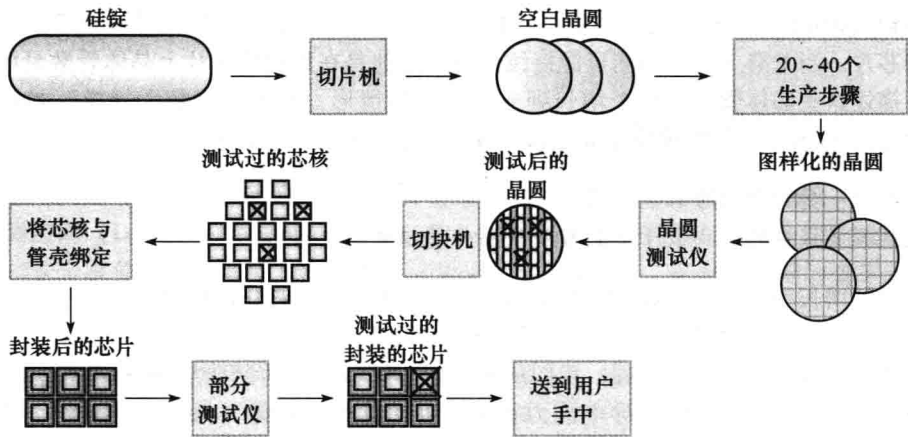 硅锭
切片机
空白晶圆
20~40个
生产步骤
图样化的晶圆
晶圆
测试仪
测试后的
晶圆
切块机
测试过的芯核
将芯核与
管壳绑定
封装后的芯片
部分
测试仪
测试过的
封装的芯片
送到用户
手中